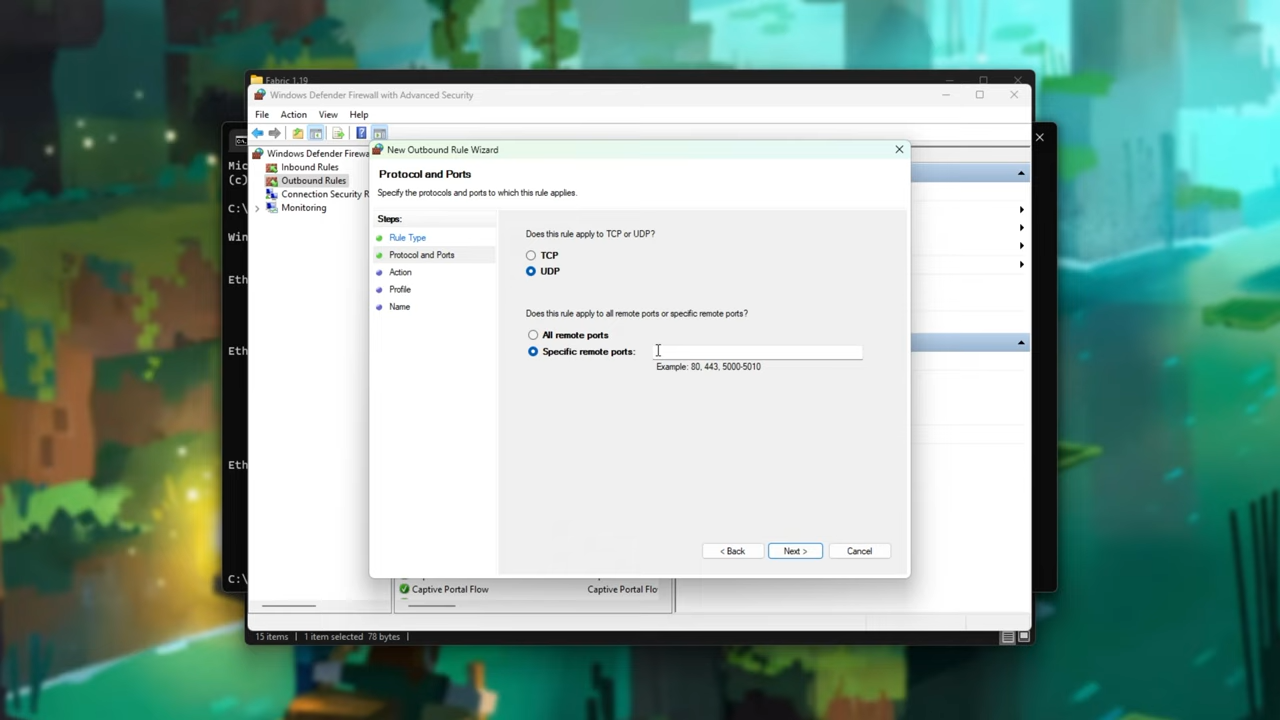 Fabric 1.19
Windows Defender Firewall with Advanced Security
File Action View Help
Mic
(c)
C:\
Win
Eth
Eth
Eth
C:\
Windows Defender Firewa
Inbound Rules
Outbound Rules
Connection Security R
Monitoring
New Outbound Rule Wizard
Protocol and Ports
Specify the protocols and ports to which this rule applies.
Steps:
Rule Type
Protocol and Ports
Action
Profile
Name
Does this rule apply to TCP or UDP?
TCP
UDP
Does this rule apply to all remote ports or specific remote ports?
All remote ports
Specific remote ports:
Example: 80, 443, 5000-5010
< Back Next > Cancel
Captive Portal Flow Captive Portal Flo
15 items 1 item selected 78 bytes